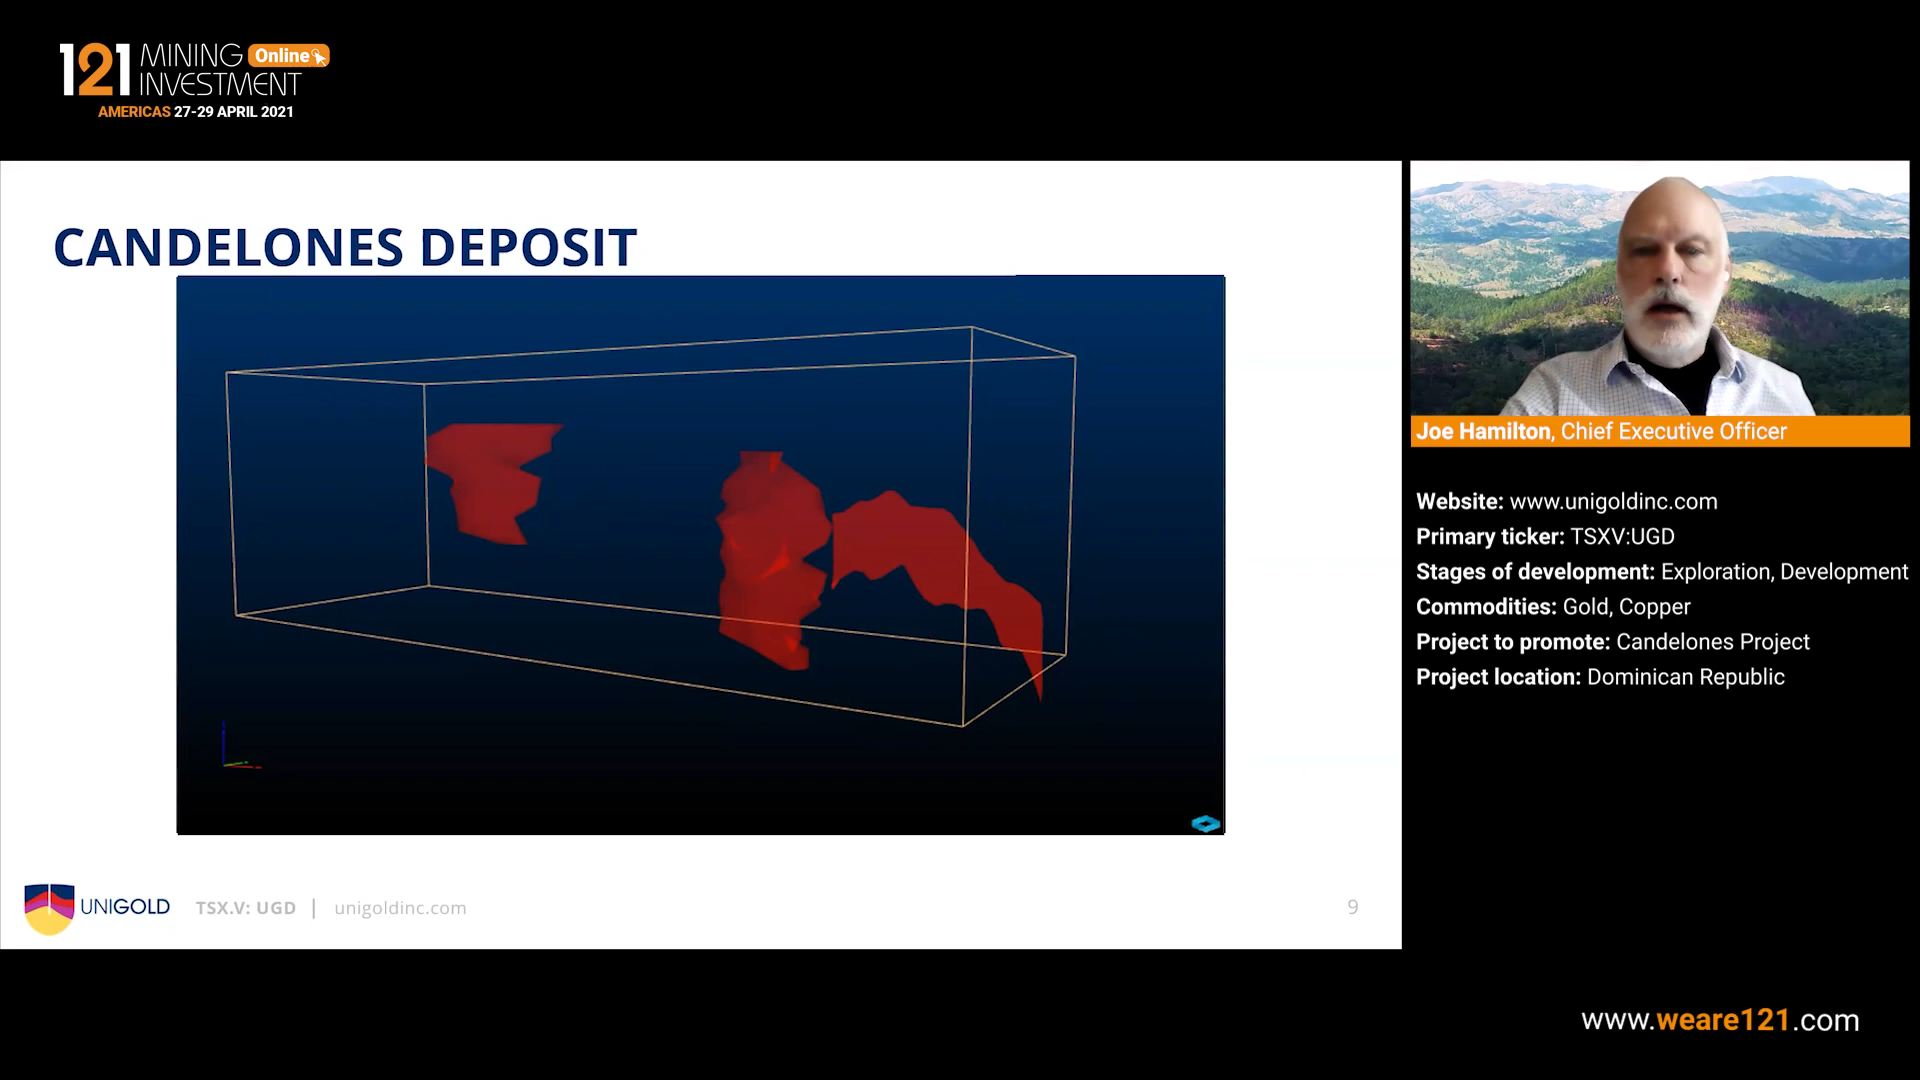 121 MINING Online
INVESTMENT
AMERICAS 27-29 APRIL 2021
CANDELONES DEPOSIT
UNIGOLD TSX.V: UGD | unigoldinc.com 9
Joe Hamilton, Chief Executive Officer
Website: www.unigoldinc.com
Primary ticker: TSXV:UGD
Stages of development: Exploration, Development
Commodities: Gold, Copper
Project to promote: Candelones Project
Project location: Dominican Republic
www.weare121.com